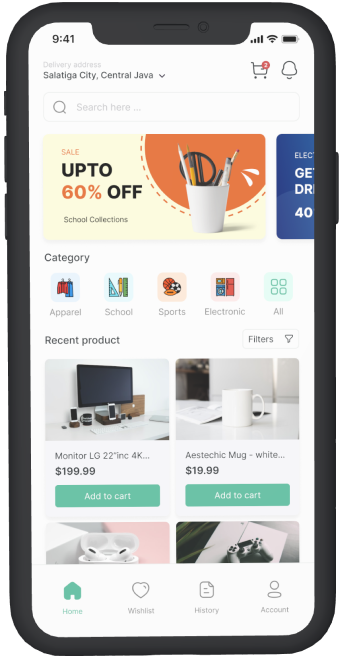 9:41
Delivery address
Salatiga City, Central Java
2
Search here ...
SALE
UPTO
60% OFF
School Collections
ELEC
GE
DR
40
Category
Apparel
School
Sports
Electronic
All
Recent product
Filters
Monitor LG 22"inc 4K...
$199.99
Add to cart
Aestechic Mug - white...
$19.99
Add to cart
Home
Wishlist
History
Account